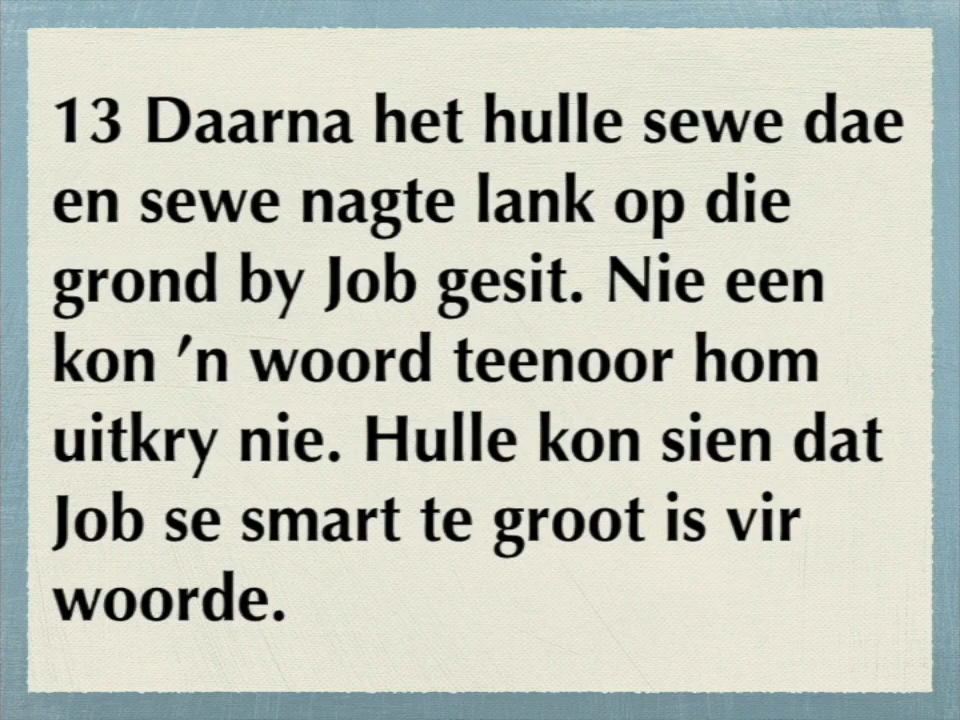 13 Daarna het hulle sewe dae
en sewe nagte lank op die
grond by Job gesit. Nie een
kon ’n woord teenoor hom
uitkry nie. Hulle kon sien dat
Job se smart te groot is vir
woorde.